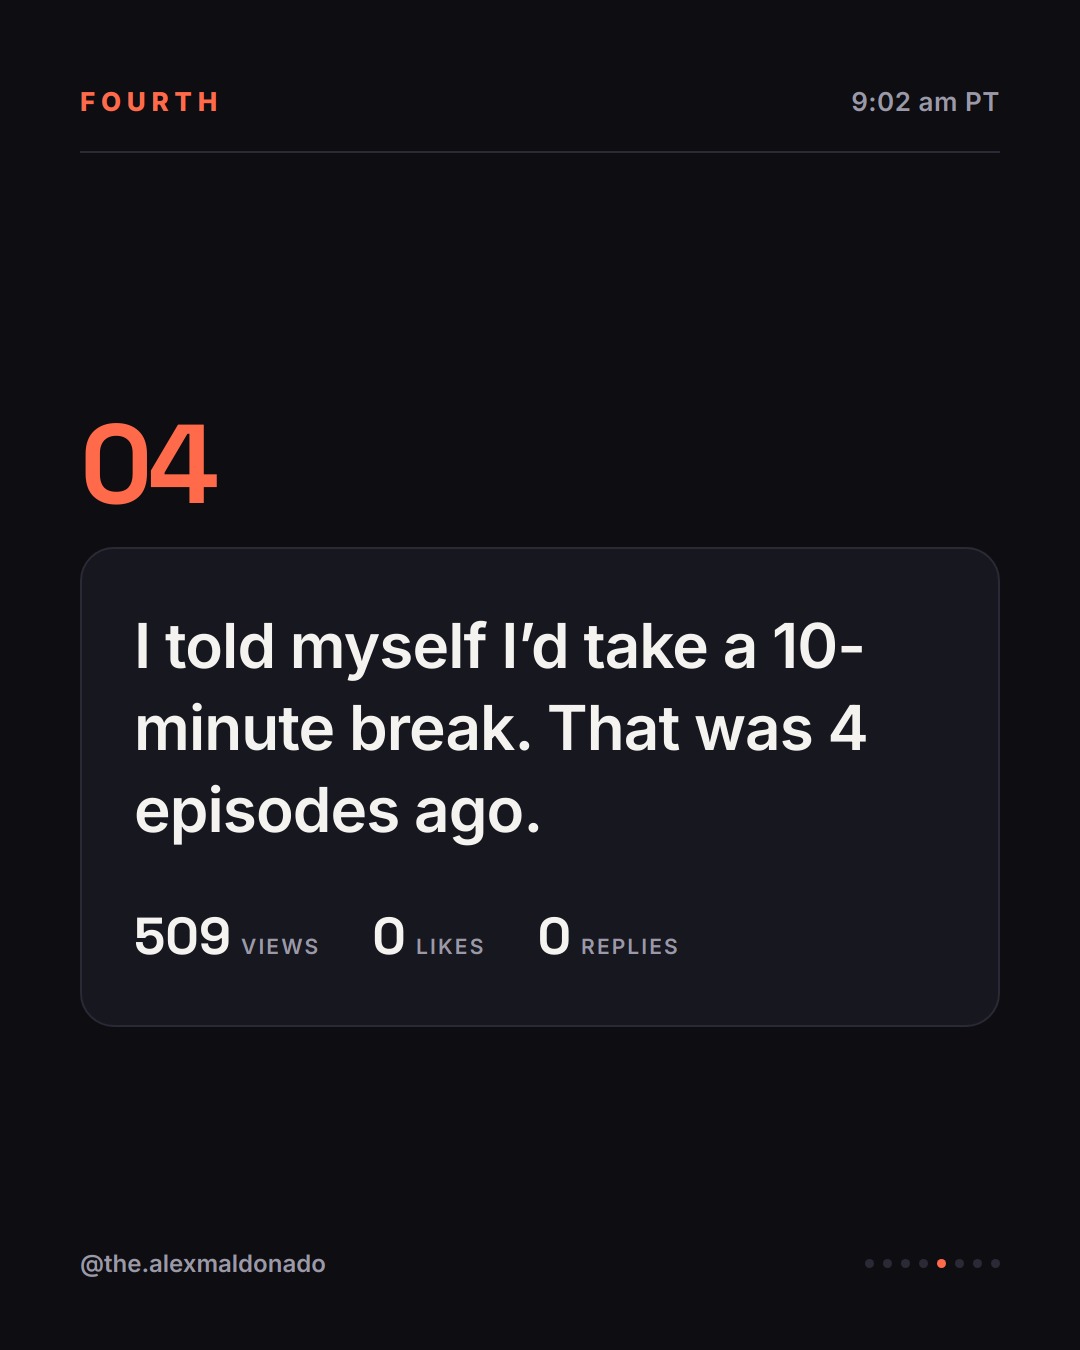 FOURTH
9:02 am PT
04
I told myself I’d take a 10-
minute break. That was 4
episodes ago.
509 VIEWS 0 LIKES 0 REPLIES
@the.alexmaldonado